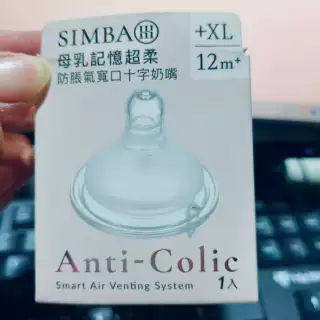 SIMBA
+XL
母乳記憶超柔
12m+
防脹氣寬口十字奶嘴
Anti-Colic
Smart Air Venting System
1入